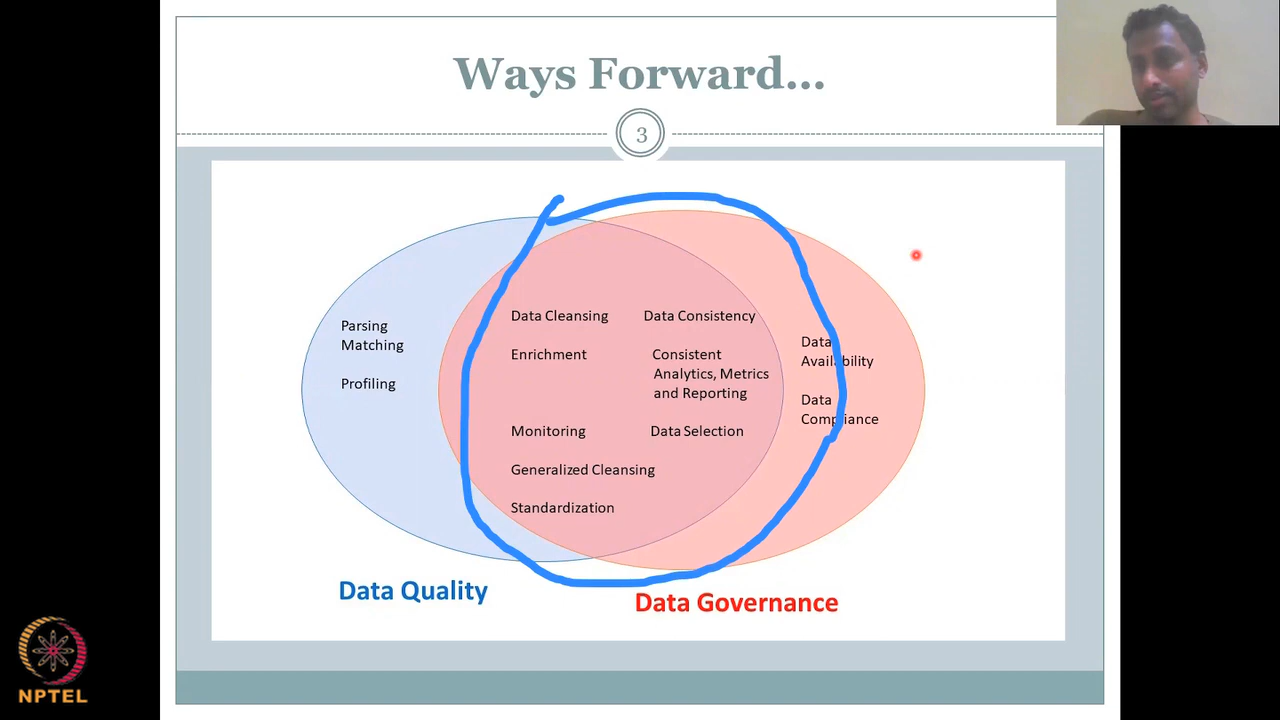 Ways Forward...
3
Parsing
Matching
Profiling
Data Cleansing
Enrichment
Monitoring
Generalized Cleansing
Standardization
Data Consistency
Consistent
Analytics, Metrics
and Reporting
Data Selection
Data
Availability
Data
Compliance
Data Quality
Data Governance
NPTEL